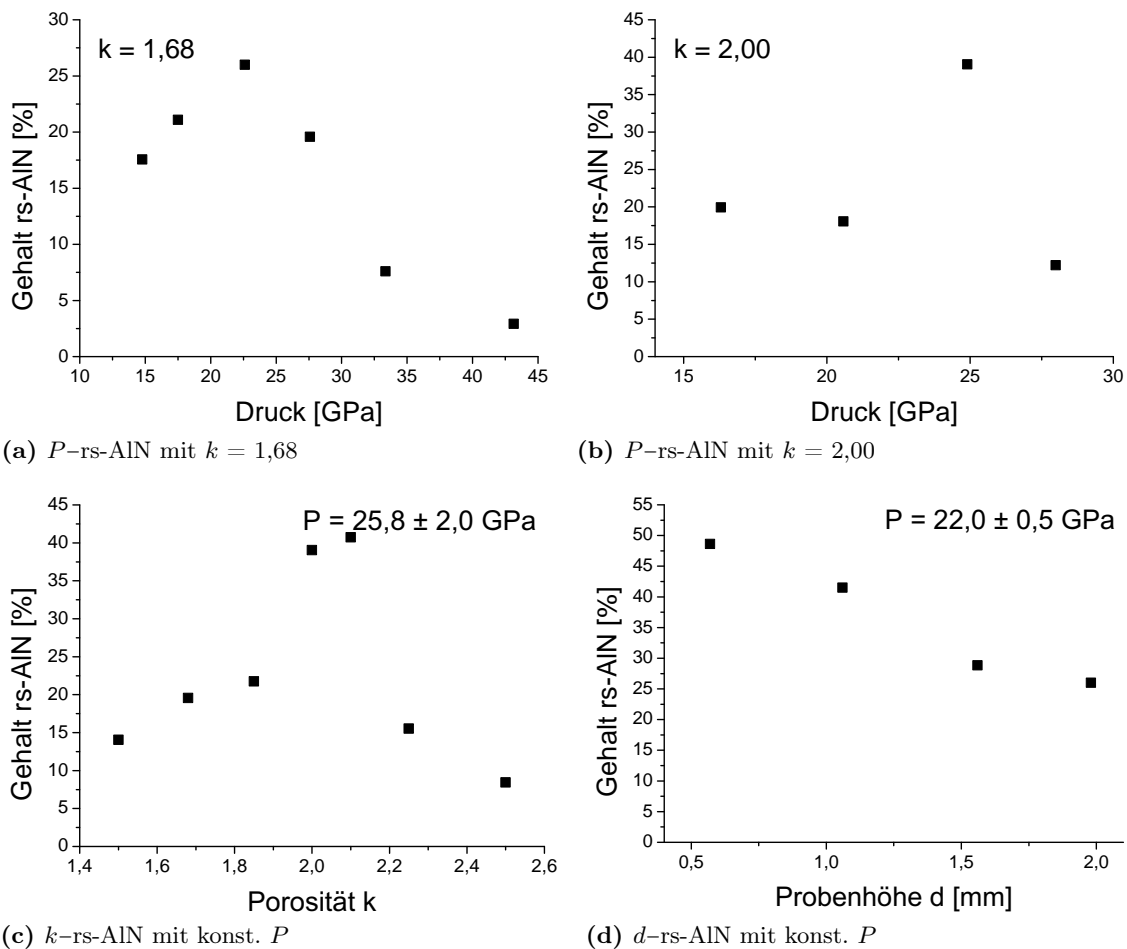 k = 1,68
Gehalt rs-AlN [%]
30
25
20
15
10
5
0
10 15 20 25 30 35 40 45
Druck [GPa]
(a) P–rs-AlN mit k = 1,68
k = 2,00
Gehalt rs-AlN [%]
45
40
35
30
25
20
15
10
5
0
15 20 25 30
Druck [GPa]
(b) P–rs-AlN mit k = 2,00
P = 25,8 ± 2,0 GPa
Gehalt rs-AlN [%]
45
40
35
30
25
20
15
10
5
0
1,4 1,6 1,8 2,0 2,2 2,4 2,6
Porosität k
(c) k–rs-AlN mit konst. P
P = 22,0 ± 0,5 GPa
Gehalt rs-AlN [%]
55
50
45
40
35
30
25
20
15
10
5
0
0,5 1,0 1,5 2,0
Probenhöhe d [mm]
(d) d–rs-AlN mit konst. P